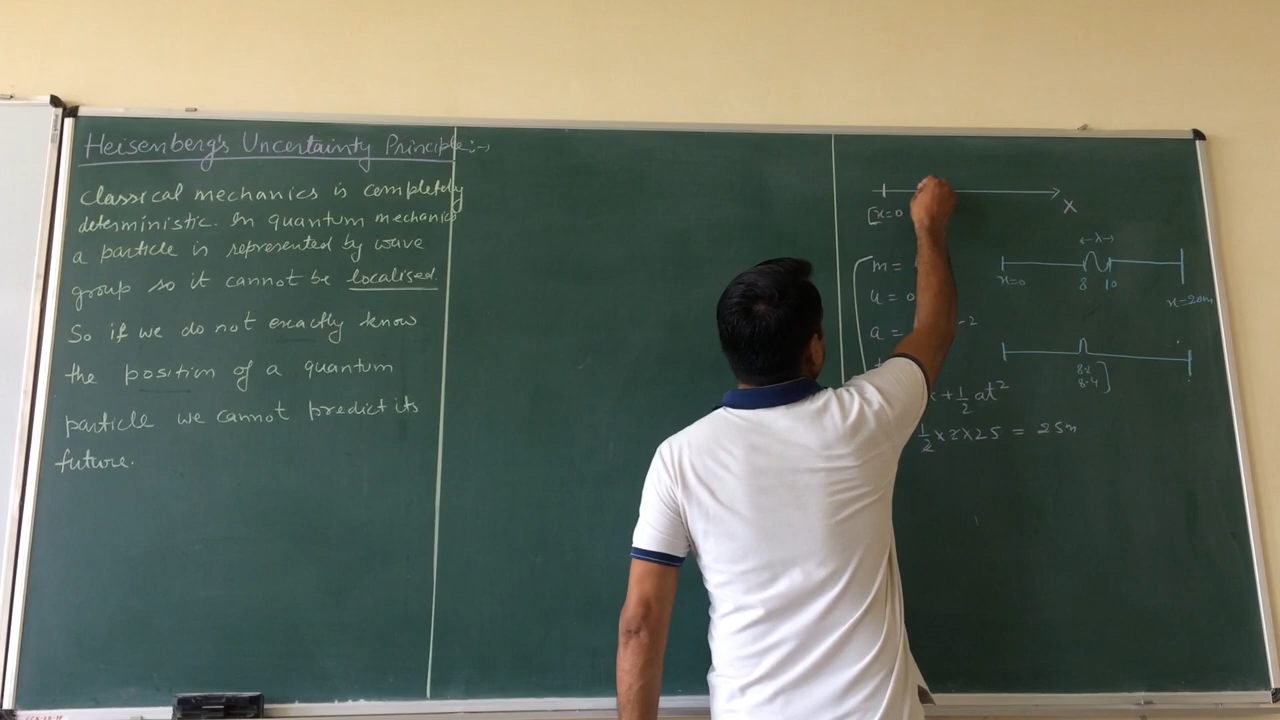 Heisenberg's Uncertainty Principle:-
Classical mechanics is completely
deterministic. In quantum mechanics
a particle is represented by wave
group so it cannot be localised.
So if we do not exactly know
the position of a quantum
particle we cannot predict its
future.
X
[x=0
m =
u = 0
a = -2
+ 1/2 at²
1/2 x 2 x 25 = 25m
←λ→
x=0 8 10 x=20m
8.2
8.4]